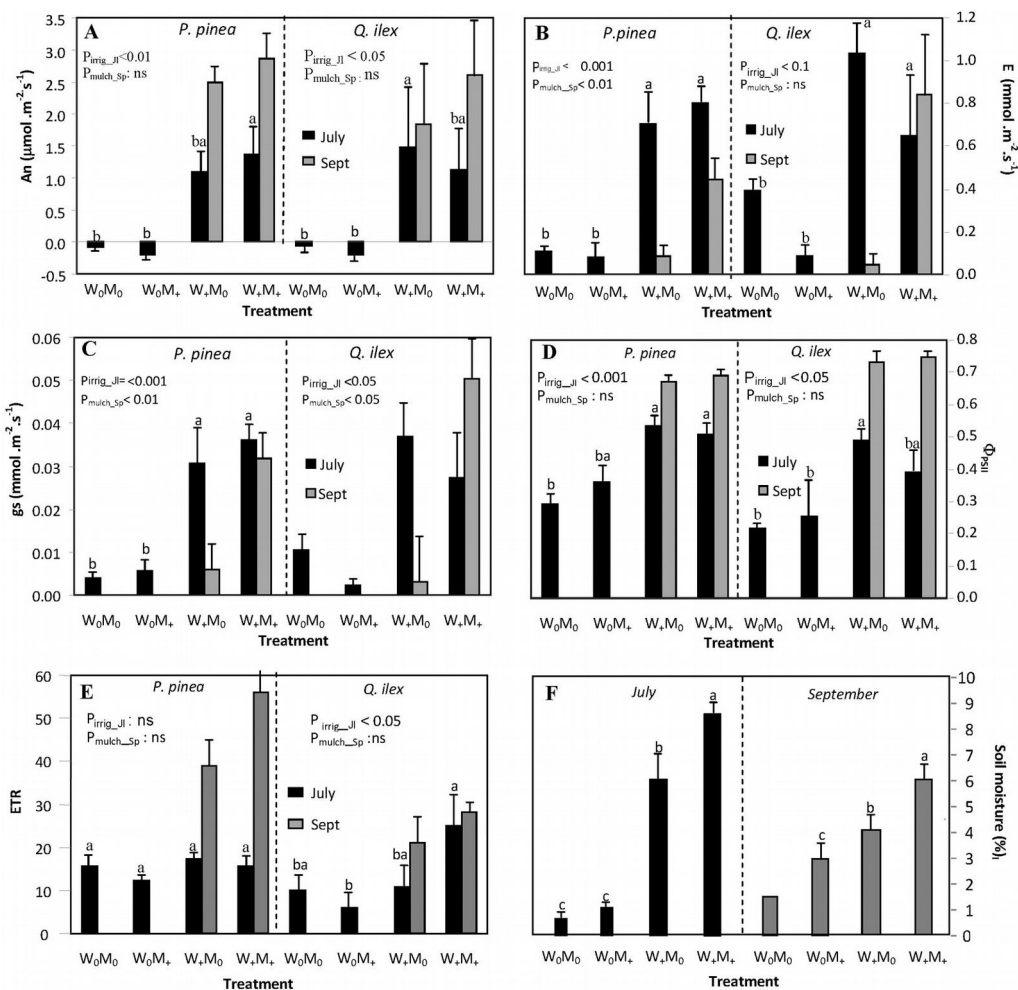 A
P. pinea
Q. ilex
P_irrig_Jl <0.01
P_mulch_Sp : ns
P_irrig_Jl < 0.05
P_mulch_Sp : ns
An (µmol .m⁻² s⁻¹)
3.5
3.0
2.5
2.0
1.5
1.0
0.5
0.0
-0.5
b b ba a b b a ba
July
Sept
W₀M₀ W₀M₊ W₊M₀ W₊M₊ W₀M₀ W₀M₊ W₊M₀ W₊M₊
Treatment
B
P.pinea
Q. ilex
P_irrig_Jl < 0.001
P_mulch_Sp < 0.01
P_irrig_Jl < 0.1
P_mulch_Sp : ns
E (mmol .m⁻².s⁻¹)
1.2
1.0
0.8
0.6
0.4
0.2
0.0
b b a a b b a a
July
Sept
W₀M₀ W₀M₊ W₊M₀ W₊M₊ W₀M₀ W₀M₊ W₊M₀ W₊M₊
Treatment
C
P. pinea
Q. ilex
Pirrig_Jl= <0.001
P_mulch_Sp < 0.01
P_irrig_Jl <0.05
P_mulch_Sp < 0.05
gs (mmol .m⁻².s⁻¹)
0.06
0.05
0.04
0.03
0.02
0.01
0.00
b b a a
July
Sept
W₀M₀ W₀M₊ W₊M₀ W₊M₊ W₀M₀ W₀M₊ W₊M₀ W₊M₊
Treatment
D
P. pinea
Q. ilex
P_irrig_Jl < 0.001
P_mulch_Sp : ns
P_irrig_Jl <0.05
P_mulch_Sp : ns
Φ_PSII
0.8
0.7
0.6
0.5
0.4
0.3
0.2
0.1
0.0
b ba a a b b a ba
July
Sept
W₀M₀ W₀M₊ W₊M₀ W₊M₊ W₀M₀ W₀M₊ W₊M₀ W₊M₊
Treatment
E
P. pinea
Q. ilex
P_irrig_Jl : ns
P_mulch_Sp : ns
P_irrig_Jl < 0.05
P_mulch_Sp :ns
ETR
60
50
40
30
20
10
0
a a a a ba b ba a
July
Sept
W₀M₀ W₀M₊ W₊M₀ W₊M₊ W₀M₀ W₀M₊ W₊M₀ W₊M₊
Treatment
F
July
September
Soil moisture (%)
10
9
8
7
6
5
4
3
2
1
0
c c b a c b a
W₀M₀ W₀M₊ W₊M₀ W₊M₊ W₀M₀ W₀M₊ W₊M₀ W₊M₊
Treatment